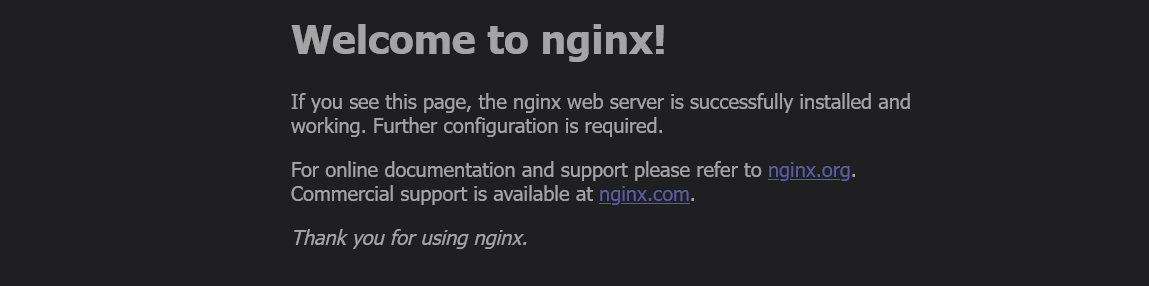 Welcome to nginx!
If you see this page, the nginx web server is successfully installed and
working. Further configuration is required.
For online documentation and support please refer to nginx.org.
Commercial support is available at nginx.com.
Thank you for using nginx.